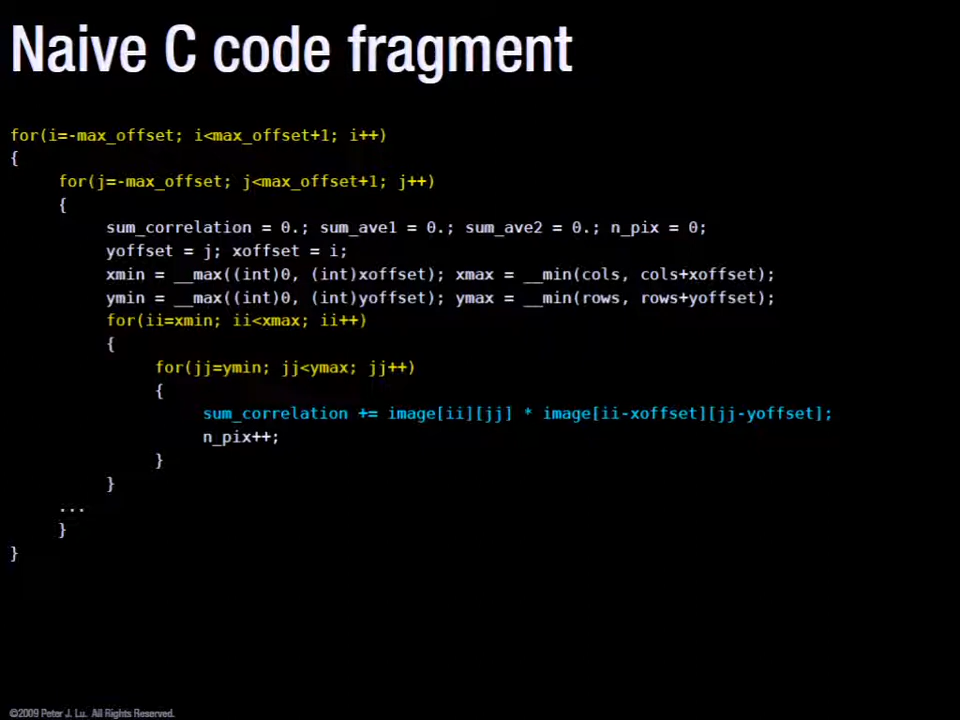 Naive C code fragment
for(i=-max_offset; i<max_offset+1; i++)
{
for(j=-max_offset; j<max_offset+1; j++)
{
sum_correlation = 0.; sum_ave1 = 0.; sum_ave2 = 0.; n_pix = 0;
yoffset = j; xoffset = i;
xmin = __max((int)0, (int)xoffset); xmax = __min(cols, cols+xoffset);
ymin = __max((int)0, (int)yoffset); ymax = __min(rows, rows+yoffset);
for(ii=xmin; ii<xmax; ii++)
{
for(jj=ymin; jj<ymax; jj++)
{
sum_correlation += image[ii][jj] * image[ii-xoffset][jj-yoffset];
n_pix++;
}
}
...
}
}
©2009 Peter J. Lu. All Rights Reserved.